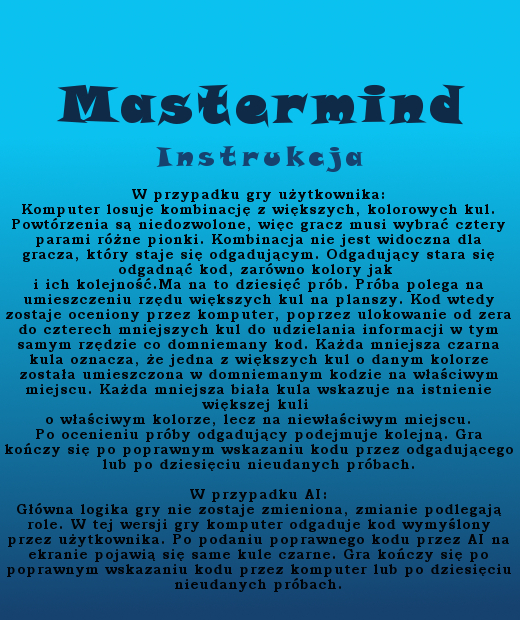 Mastermind
Instrukcja
W przypadku gry użytkownika:
Komputer losuje kombinację z większych, kolorowych kul.
Powtórzenia są niedozwolone, więc gracz musi wybrać cztery
parami różne pionki. Kombinacja nie jest widoczna dla
gracza, który staje się odgadującym. Odgadujący stara się
odgadnąć kod, zarówno kolory jak
i ich kolejność.Ma na to dziesięć prób. Próba polega na
umieszczeniu rzędu większych kul na planszy. Kod wtedy
zostaje oceniony przez komputer, poprzez ulokowanie od zera
do czterech mniejszych kul do udzielania informacji w tym
samym rzędzie co domniemany kod. Każda mniejsza czarna
kula oznacza, że jedna z większych kul o danym kolorze
została umieszczona w domniemanym kodzie na właściwym
miejscu. Każda mniejsza biała kula wskazuje na istnienie
większej kuli
o właściwym kolorze, lecz na niewłaściwym miejscu.
Po ocenieniu próby odgadujący podejmuje kolejną. Gra
kończy się po poprawnym wskazaniu kodu przez odgadującego
lub po dziesięciu nieudanych próbach.
W przypadku AI:
Główna logika gry nie zostaje zmieniona, zmianie podlegają
role. W tej wersji gry komputer odgaduje kod wymyślony
przez użytkownika. Po podaniu poprawnego kodu przez AI na
ekranie pojawią się same kule czarne. Gra kończy się po
poprawnym wskazaniu kodu przez komputer lub po dziesięciu
nieudanych próbach.